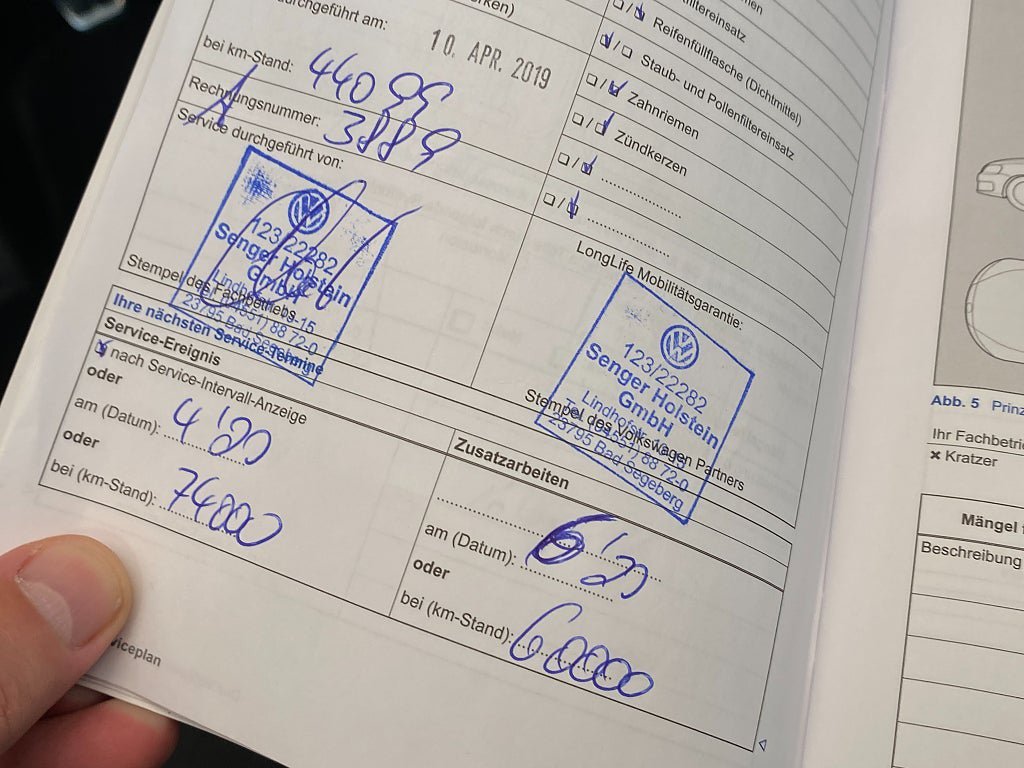 durchgeführt am:
10. APR. 2019
bei km-Stand: 44099
Rechnungsnummer: 3889
Service durchgeführt von:
123/22282
Senger Holstein
GmbH
23795 Bad Segeberg
Stempel des Fachbetriebs
Ihre nächsten Service-Termine
Service-Ereignis
nach Service-Intervall-Anzeige
oder
am (Datum): 4'20
oder
bei (km-Stand): 74000
Zusatzarbeiten
am (Datum): 6'20
oder
bei (km-Stand): 60000
Reifenfüllflasche (Dichtmittel)
Staub- und Pollenfiltereinsatz
Zahnriemen
Zündkerzen
LongLife Mobilitätsgarantie:
123/22282
Senger Holstein
GmbH
23795 Bad Segeberg
Stempel des Volkswagen Partners
Abb. 5
Ihr Fachbetrie
× Kratzer
Mängel
Beschreibung